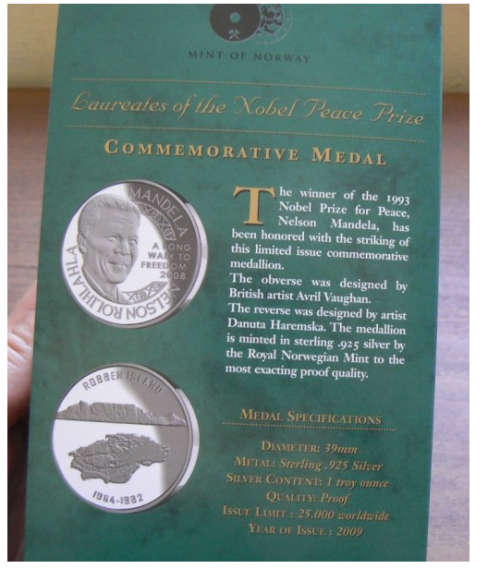 MINT OF NORWAY
Laureates of the Nobel Peace Prize
COMMEMORATIVE MEDAL
The winner of the 1993
Nobel Prize for Peace,
Nelson Mandela, has
been honored with the striking of
this limited issue commemorative
medallion.
The obverse was designed by
British artist Avril Vaughan.
The reverse was designed by artist
Danuta Haremska. The medallion
is minted in sterling .925 silver by
the Royal Norwegian Mint to the
most exacting proof quality.
NELSON ROLIHLAHLA
MANDELA
A LONG
WALK TO
FREEDOM
2008
ROBBEN ISLAND
1964-1982
MEDAL SPECIFICATIONS
DIAMETER: 39mm
METAL: Sterling .925 Silver
SILVER CONTENT: 1 troy ounce
QUALITY: Proof
ISSUE LIMIT : 25.000 worldwide
YEAR OF ISSUE : 2009